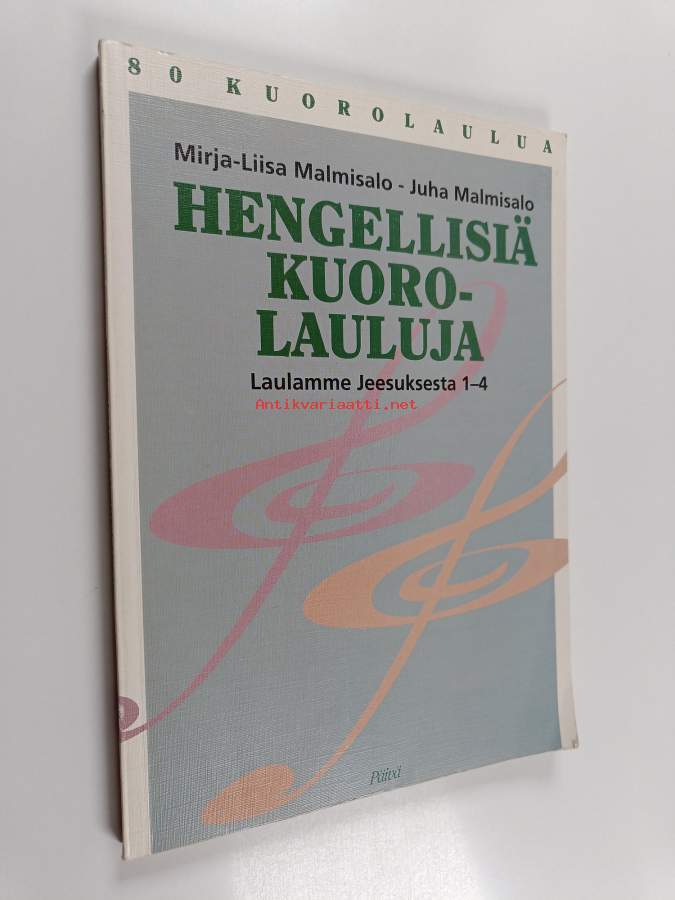 80 KUOROLAULUA
Mirja-Liisa Malmisalo - Juha Malmisalo
HENGELLISIÄ
KUORO-
LAULUJA
Laulamme Jeesuksesta 1–4
Antikvariaatti.net
Päivä